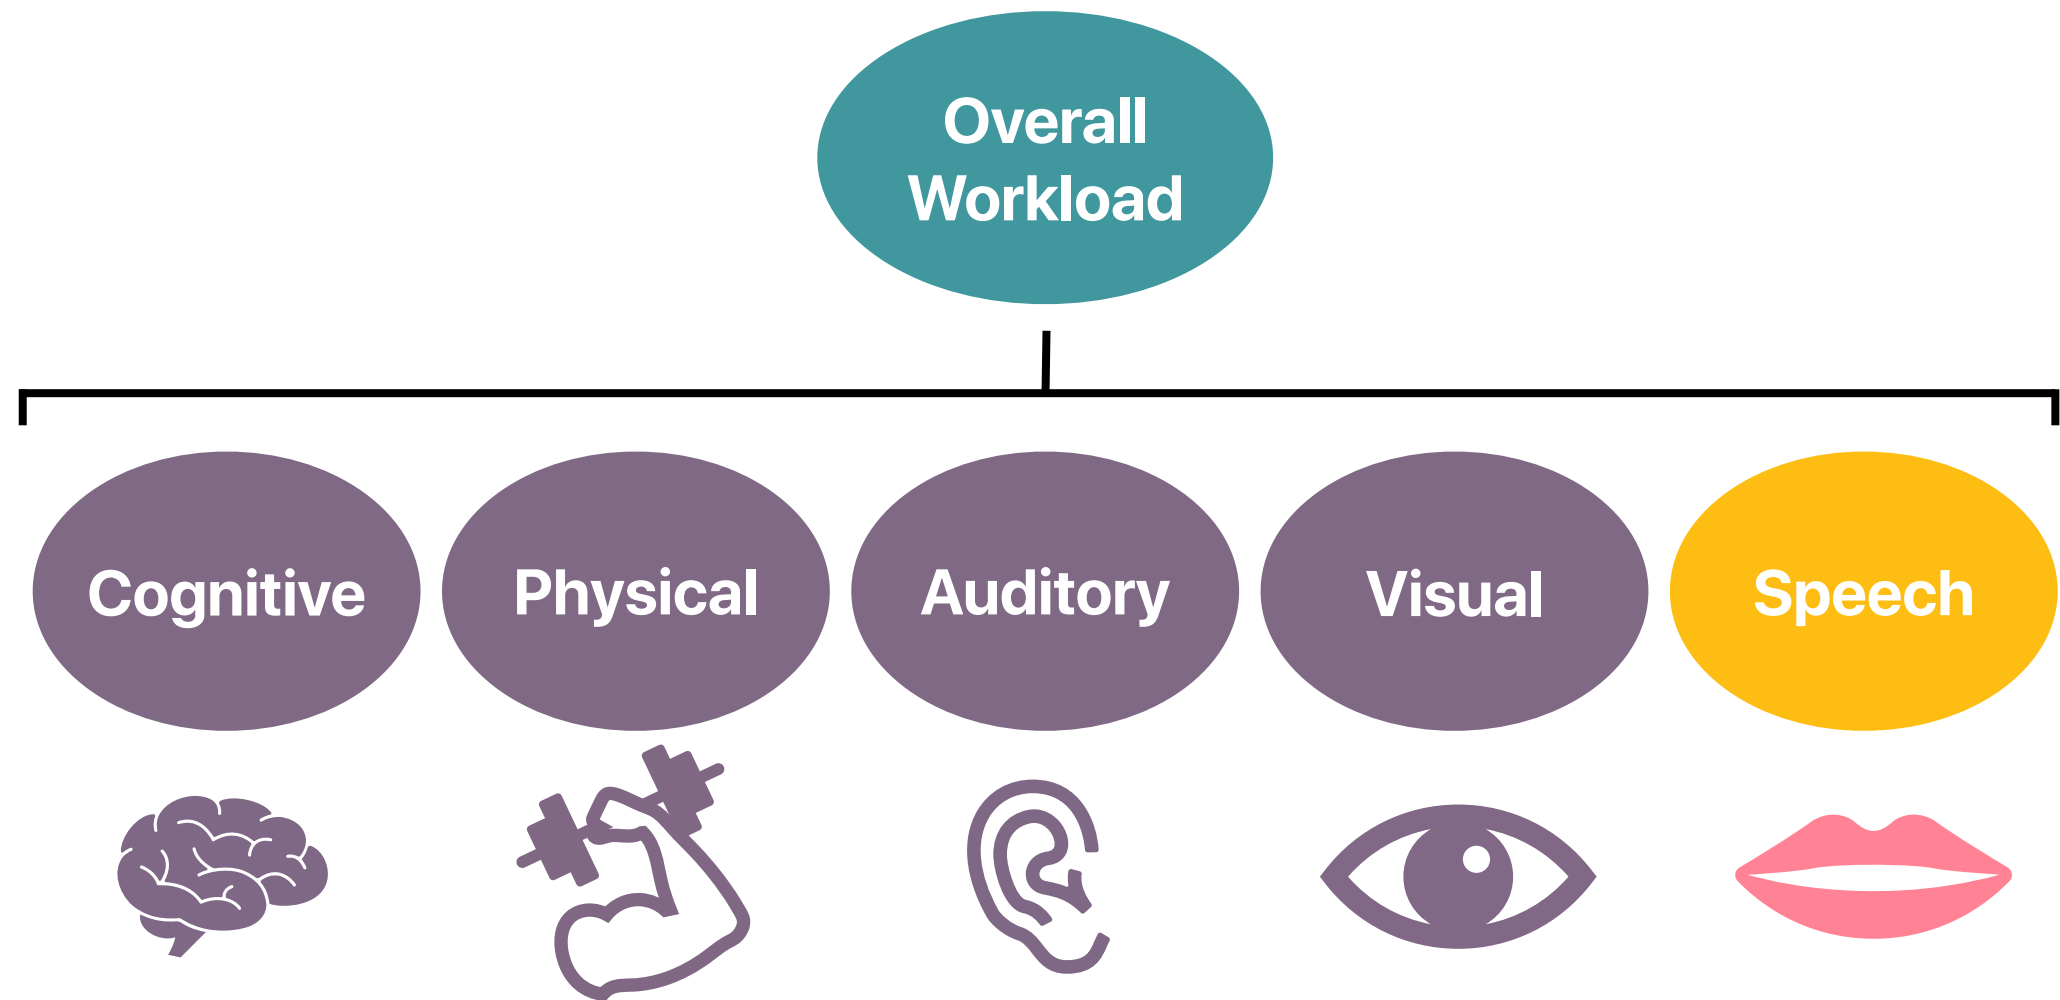 Overall
Workload
Cognitive
Physical
Auditory
Visual
Speech